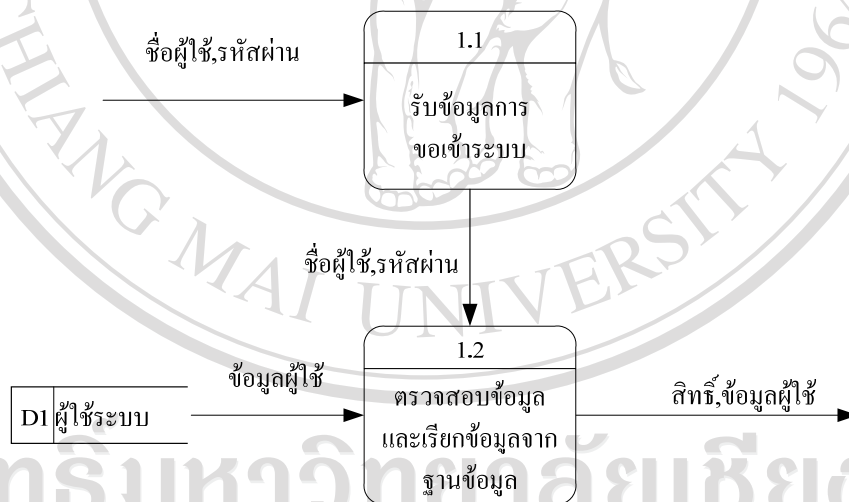 1.1
ชื่อผู้ใช้,รหัสผ่าน
รับข้อมูลการ
ขอเข้าระบบ
ชื่อผู้ใช้,รหัสผ่าน
1.2
ข้อมูลผู้ใช้
สิทธิ์,ข้อมูลผู้ใช้
D1 ผู้ใช้ระบบ
ตรวจสอบข้อมูล
และเรียกข้อมูลจาก
ฐานข้อมูล
CHIANG MAI UNIVERSITY 196